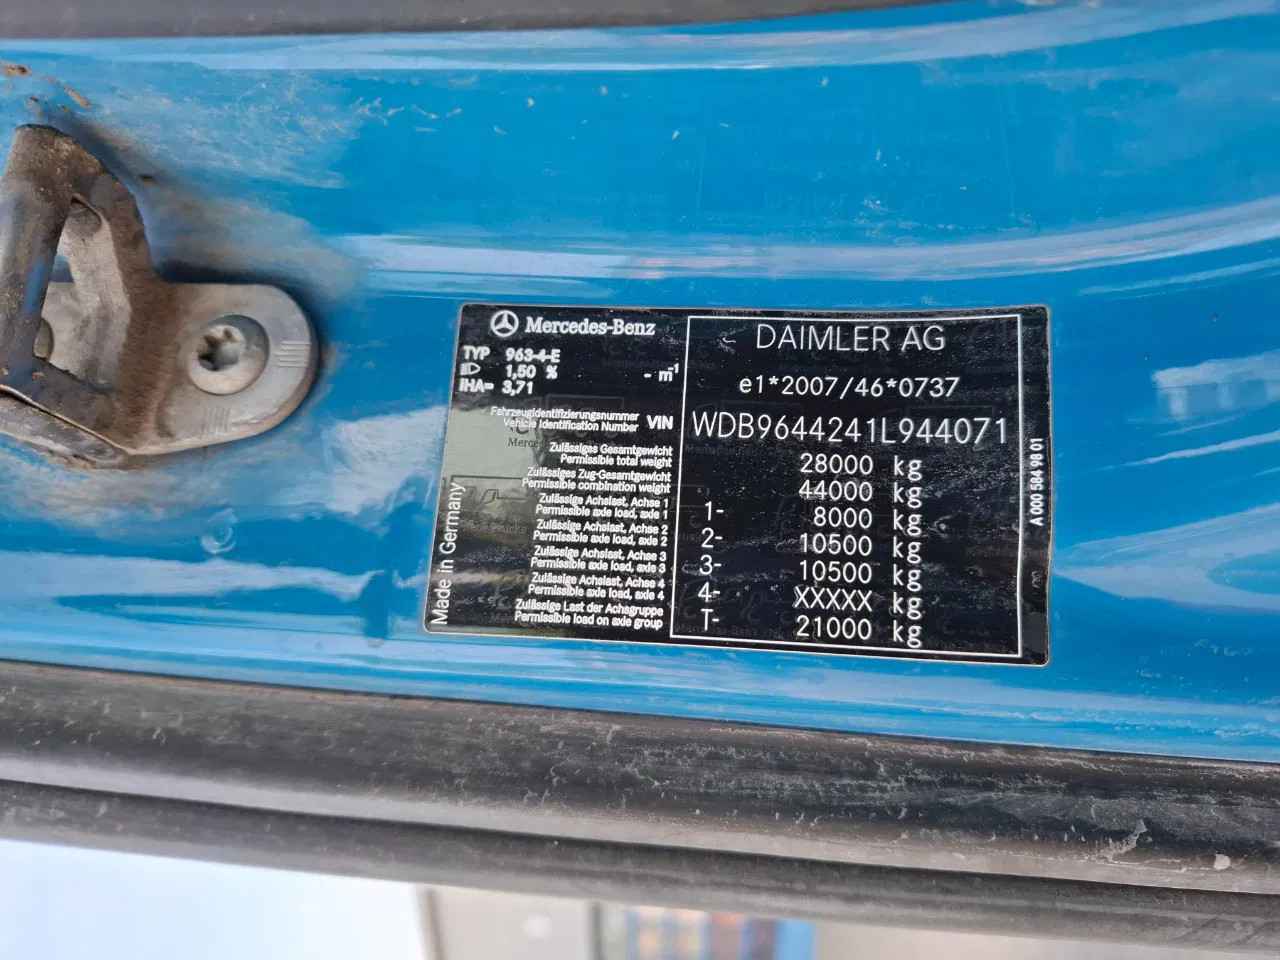 Mercedes-Benz
TYP 963-4-E
1,50 % - m⁻¹
IHA= 3,71
DAIMLER AG
e1*2007/46*0737
Fahrzeugidentifizierungsnummer
Vehicle Identification Number VIN WDB9644241L944071
Zulässiges Gesamtgewicht
Permissible total weight 28000 kg
Zulässiges Zug-Gesamtgewicht
Permissible combination weight 44000 kg
Zulässige Achslast, Achse 1
Permissible axle load, axle 1 1- 8000 kg
Zulässige Achslast, Achse 2
Permissible axle load, axle 2 2- 10500 kg
Zulässige Achslast, Achse 3
Permissible axle load, axle 3 3- 10500 kg
Zulässige Achslast, Achse 4
Permissible axle load, axle 4 4- XXXXX kg
Zulässige Last der Achsgruppe
Permissible load on axle group T- 21000 kg
Made in Germany
A 000 584 98 01